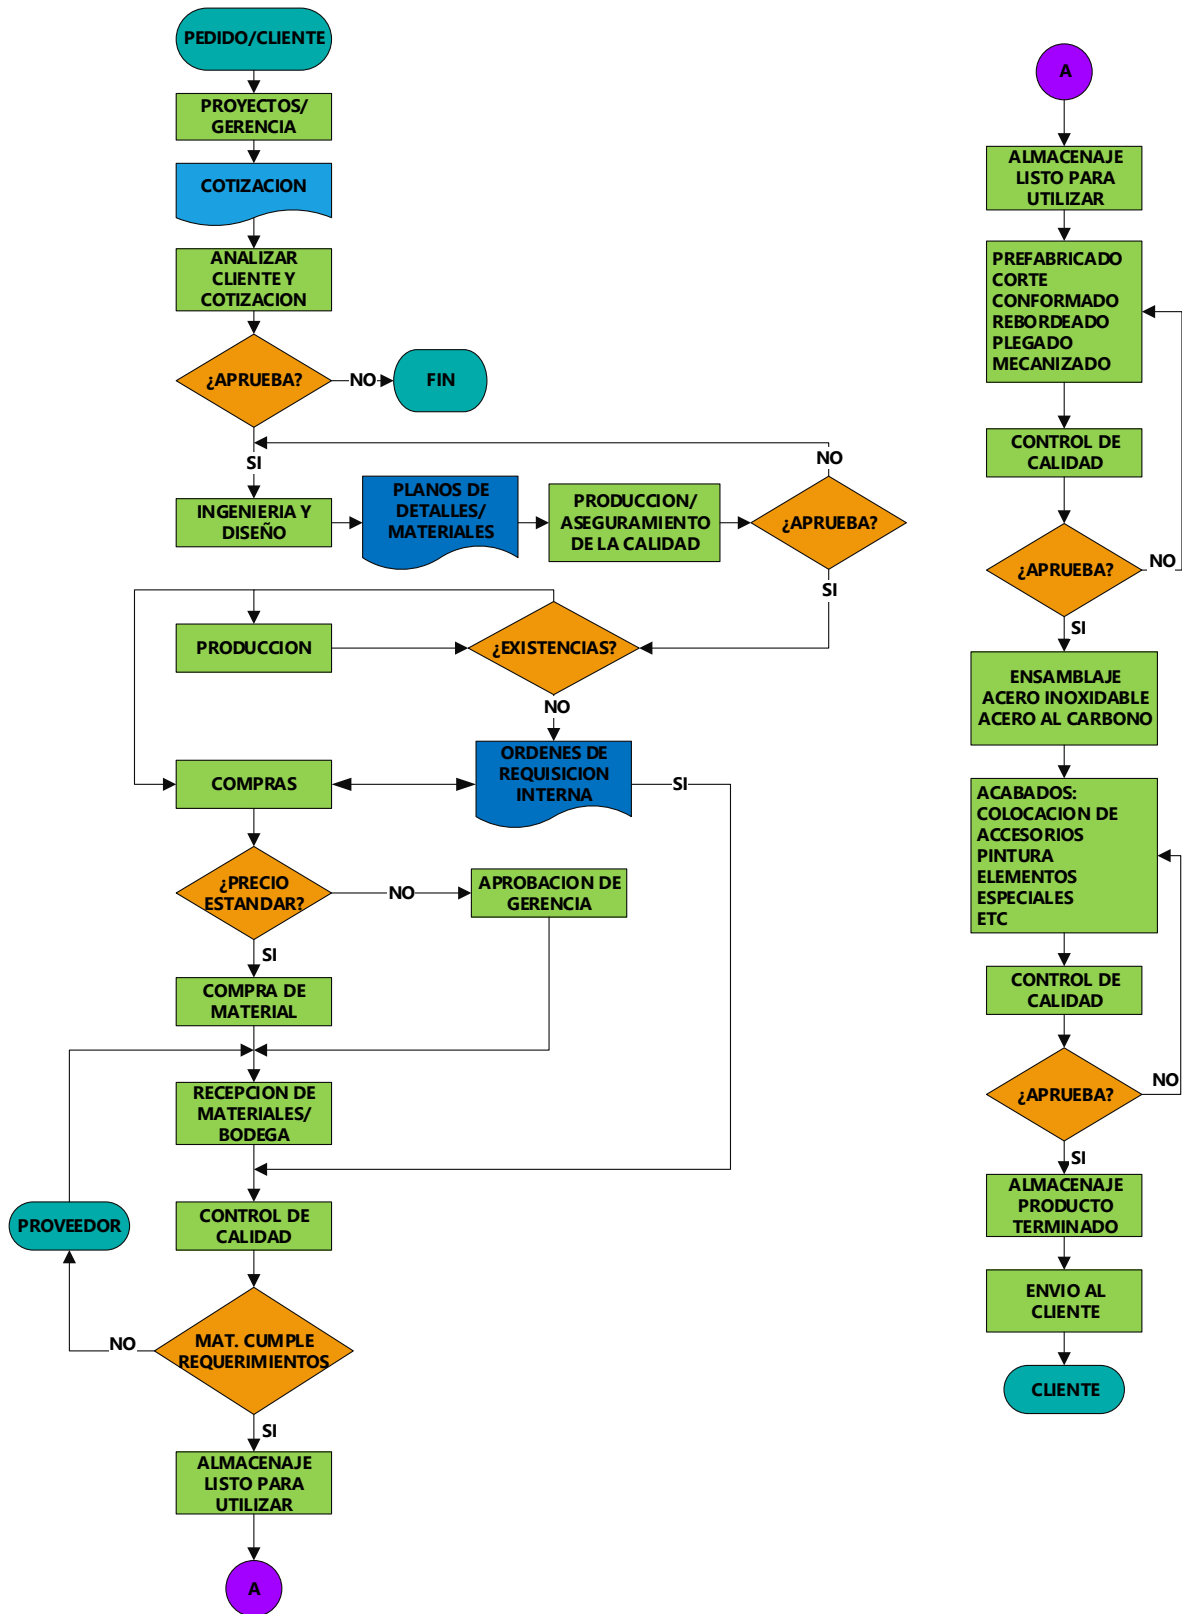 PEDIDO/CLIENTE
PROYECTOS/
GERENCIA
COTIZACION
ANALIZAR
CLIENTE Y
COTIZACION
¿APRUEBA?
NO
FIN
SI
INGENIERIA Y
DISEÑO
PLANOS DE
DETALLES/
MATERIALES
PRODUCCION/
ASEGURAMIENTO
DE LA CALIDAD
NO
¿APRUEBA?
SI
PRODUCCION
¿EXISTENCIAS?
NO
COMPRAS
ORDENES DE
REQUISICION
INTERNA
SI
¿PRECIO
ESTANDAR?
NO
APROBACION DE
GERENCIA
SI
COMPRA DE
MATERIAL
RECEPCION DE
MATERIALES/
BODEGA
PROVEEDOR
CONTROL DE
CALIDAD
NO
MAT. CUMPLE
REQUERIMIENTOS
SI
ALMACENAJE
LISTO PARA
UTILIZAR
A
A
ALMACENAJE
LISTO PARA
UTILIZAR
PREFABRICADO
CORTE
CONFORMADO
REBORDEADO
PLEGADO
MECANIZADO
CONTROL DE
CALIDAD
¿APRUEBA?
NO
SI
ENSAMBLAJE
ACERO INOXIDABLE
ACERO AL CARBONO
ACABADOS:
COLOCACION DE
ACCESORIOS
PINTURA
ELEMENTOS
ESPECIALES
ETC
CONTROL DE
CALIDAD
¿APRUEBA?
NO
SI
ALMACENAJE
PRODUCTO
TERMINADO
ENVIO AL
CLIENTE
CLIENTE